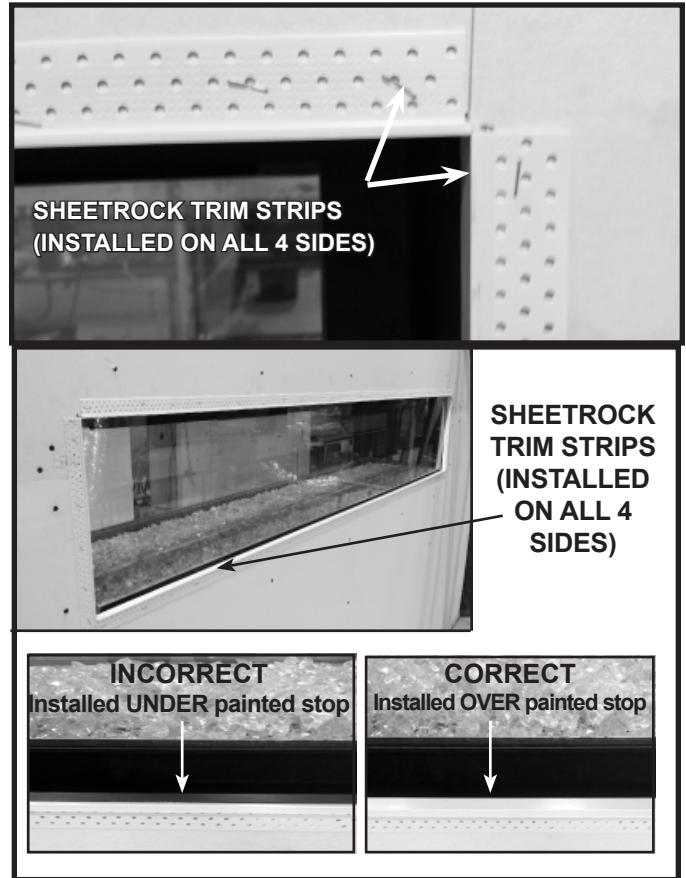 SHEETROCK TRIM STRIPS
(INSTALLED ON ALL 4 SIDES)
SHEETROCK
TRIM STRIPS
(INSTALLED
ON ALL 4
SIDES)
INCORRECT
Installed UNDER painted stop
CORRECT
Installed OVER painted stop